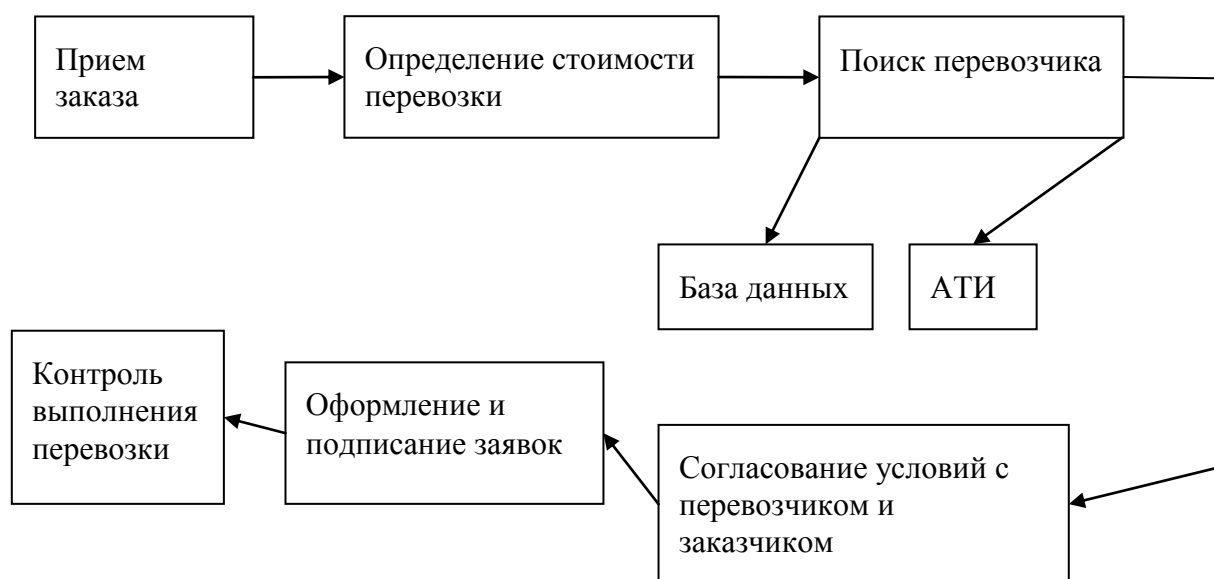 Прием
заказа
Определение стоимости
перевозки
Поиск перевозчика
База данных
АТИ
Контроль
выполнения
перевозки
Оформление и
подписание заявок
Согласование условий с
перевозчиком и
заказчиком